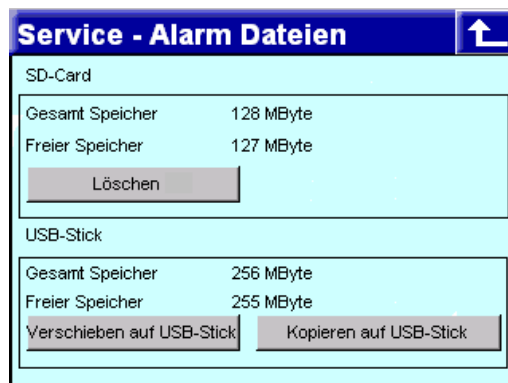 Service - Alarm Dateien
SD-Card
Gesamt Speicher 128 MByte
Freier Speicher 127 MByte
Löschen
USB-Stick
Gesamt Speicher 256 MByte
Freier Speicher 255 MByte
Verschieben auf USB-Stick Kopieren auf USB-Stick